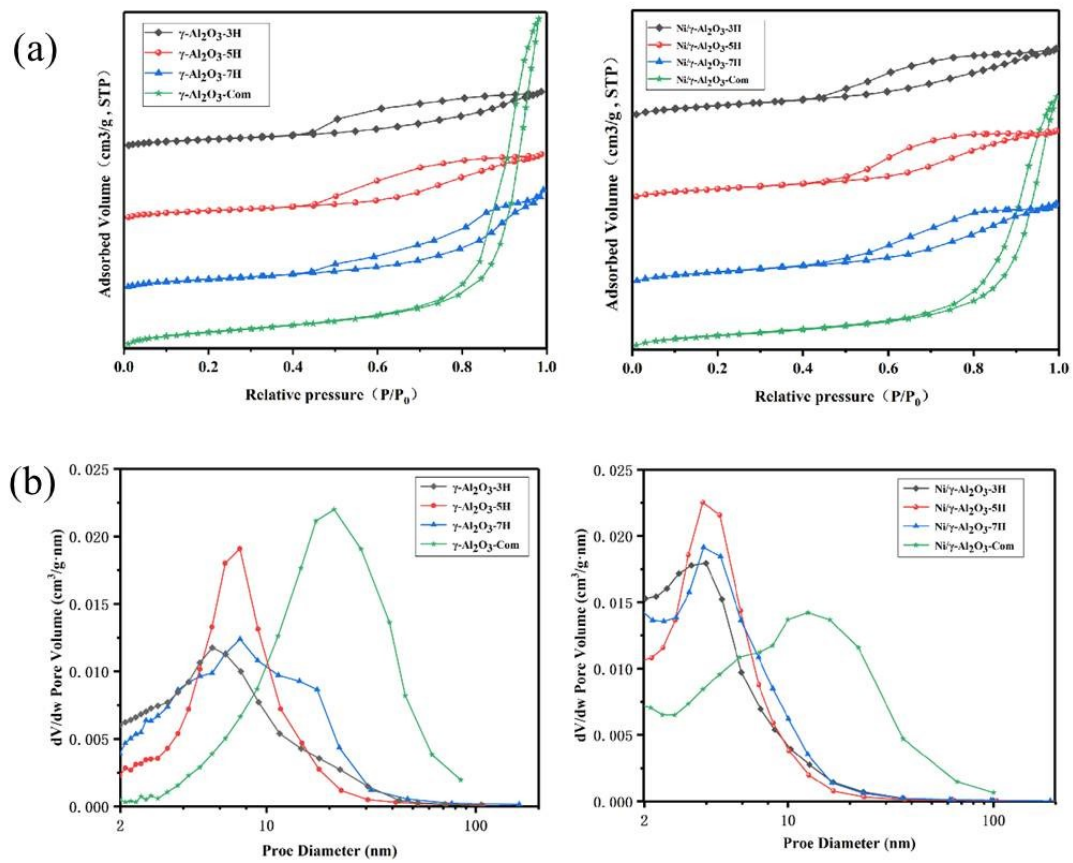 (a)
γ-Al2O3-3H
γ-Al2O3-5H
γ-Al2O3-7H
γ-Al2O3-Com
Adsorbed Volume（cm3/g , STP）
0.0 0.2 0.4 0.6 0.8 1.0
Relative pressure（P/P0）
Ni/γ-Al2O3-3H
Ni/γ-Al2O3-5H
Ni/γ-Al2O3-7H
Ni/γ-Al2O3-Com
Adsorbed Volume（cm3/g , STP）
0.0 0.2 0.4 0.6 0.8 1.0
Relative pressure（P/P0）
(b)
0. 025
0. 020
0. 015
0. 010
0. 005
0. 000
dV/dw Pore Volume (cm³/g·nm)
γ-Al2O3-3H
γ-Al2O3-5H
γ-Al2O3-7H
γ-Al2O3-Com
2 10 100
Proe Diameter (nm)
0. 025
0. 020
0. 015
0. 010
0. 005
0. 000
dV/dw Pore Volume (cm³/g·nm)
Ni/γ-Al2O3-3H
Ni/γ-Al2O3-5H
Ni/γ-Al2O3-7H
Ni/γ-Al2O3-Com
2 10 100
Proe Diameter (nm)